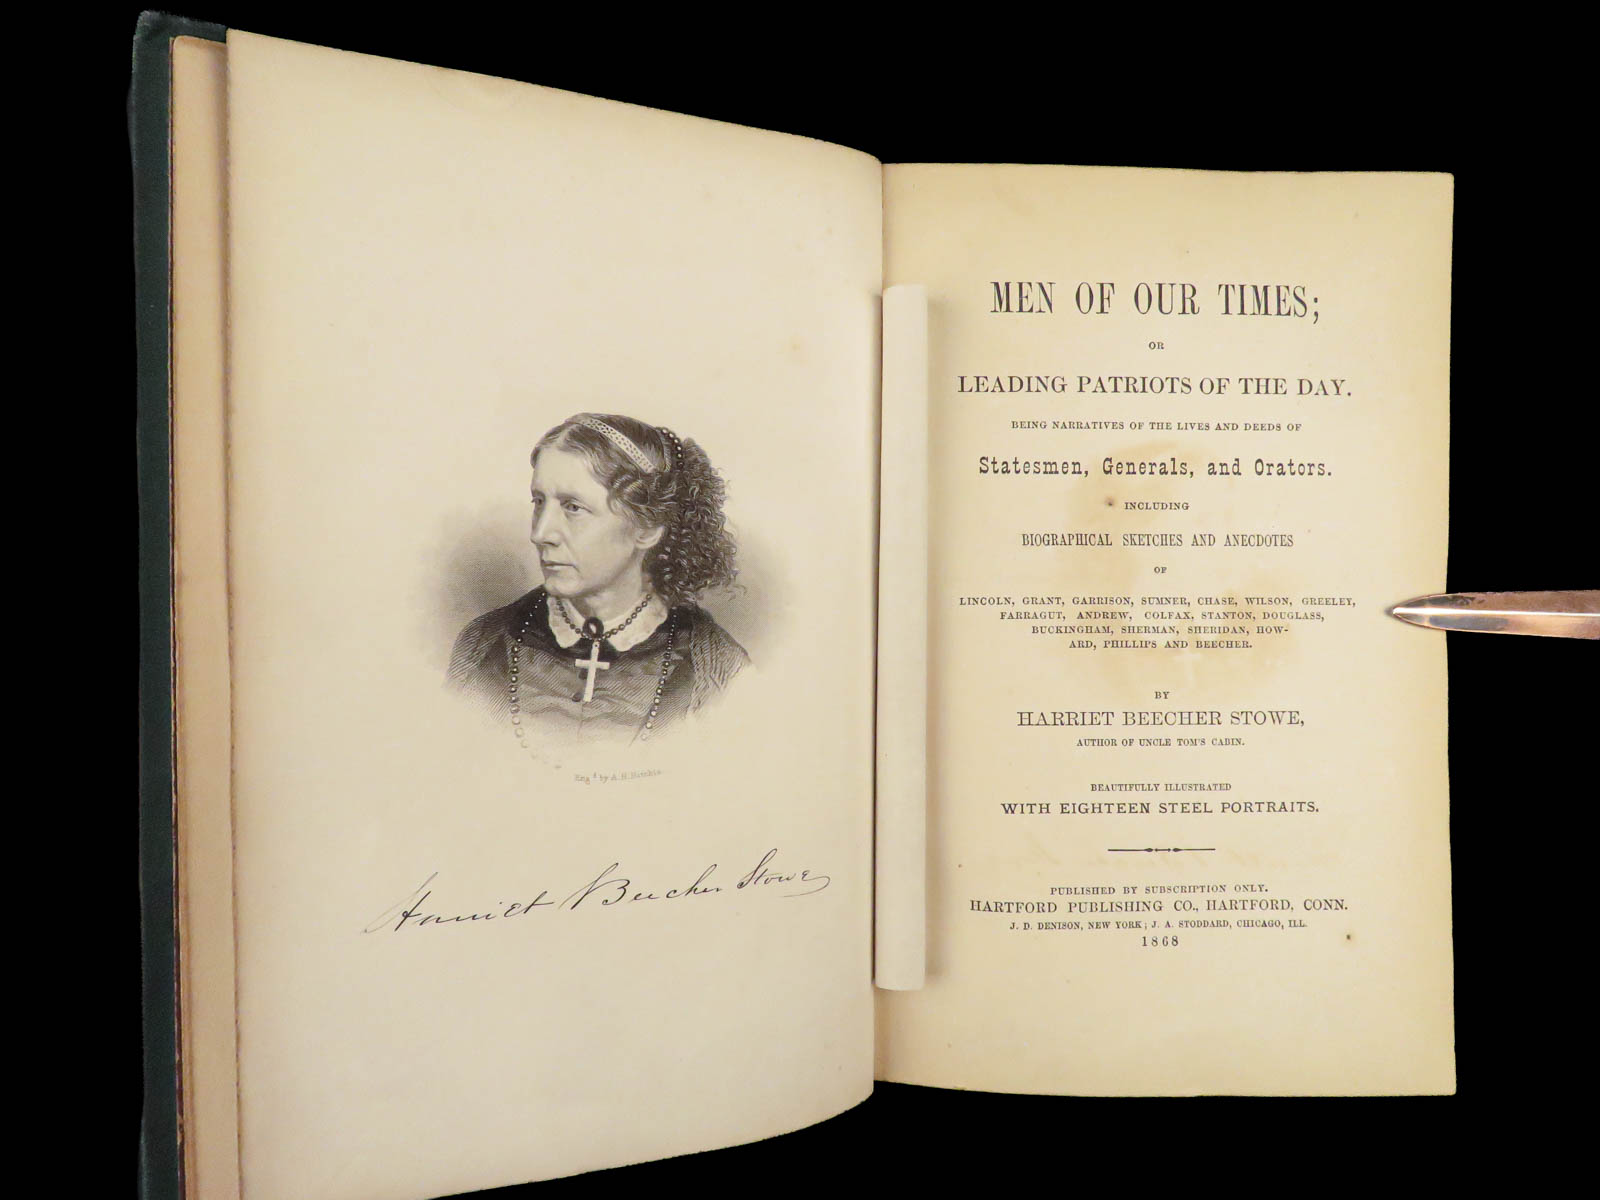 Eng.d by A.H. Ritchie.
Harriet Beecher Stowe
MEN OF OUR TIMES;
OR
LEADING PATRIOTS OF THE DAY.
BEING NARRATIVES OF THE LIVES AND DEEDS OF
Statesmen, Generals, and Orators.
INCLUDING
BIOGRAPHICAL SKETCHES AND ANECDOTES
OF
LINCOLN, GRANT, GARRISON, SUMNER, CHASE, WILSON, GREELEY,
FARRAGUT, ANDREW, COLFAX, STANTON, DOUGLASS,
BUCKINGHAM, SHERMAN, SHERIDAN, HOW-
ARD, PHILLIPS AND BEECHER.
BY
HARRIET BEECHER STOWE,
AUTHOR OF UNCLE TOM'S CABIN.
BEAUTIFULLY ILLUSTRATED
WITH EIGHTEEN STEEL PORTRAITS.
PUBLISHED BY SUBSCRIPTION ONLY.
HARTFORD PUBLISHING CO., HARTFORD, CONN.
J. D. DENISON, NEW YORK; J. A. STODDARD, CHICAGO, ILL.
1868